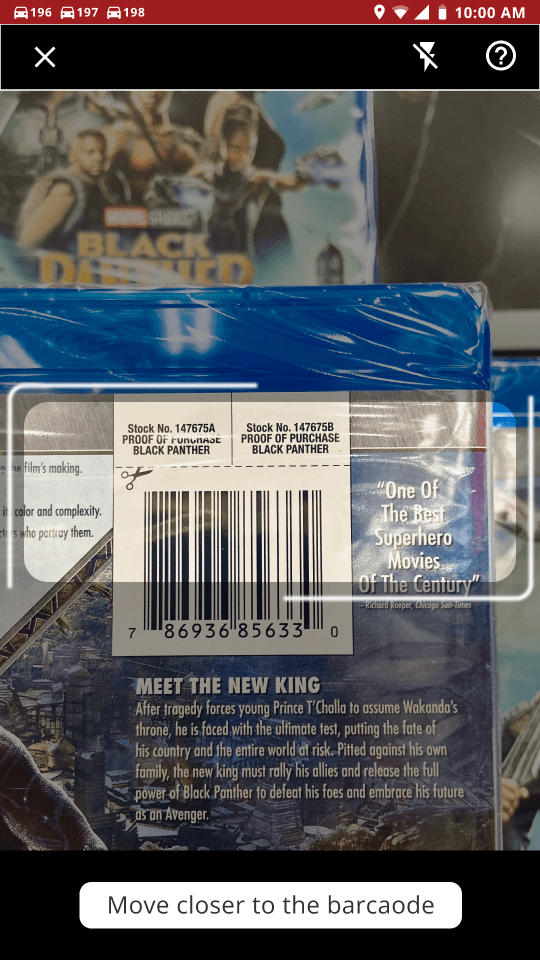 196 197 198 10:00 AM
MARVEL STUDIOS
BLACK
PANTHER
Stock No. 147675A
PROOF OF PURCHASE
BLACK PANTHER
Stock No. 147675B
PROOF OF PURCHASE
BLACK PANTHER
film's making.
color and complexity.
who portray them.
"One Of
The Best
Superhero
Movies
Of The Century"
– Richard Roeper, Chicago Sun-Times
7 86936 85633 0
MEET THE NEW KING
After tragedy forces young Prince T'Challa to assume Wakanda's
throne, he is faced with the ultimate test, putting the fate of
his country and the entire world at risk. Pitted against his own
family, the new king must rally his allies and release the full
power of Black Panther to defeat his foes and embrace his future
as an Avenger.
Move closer to the barcaode